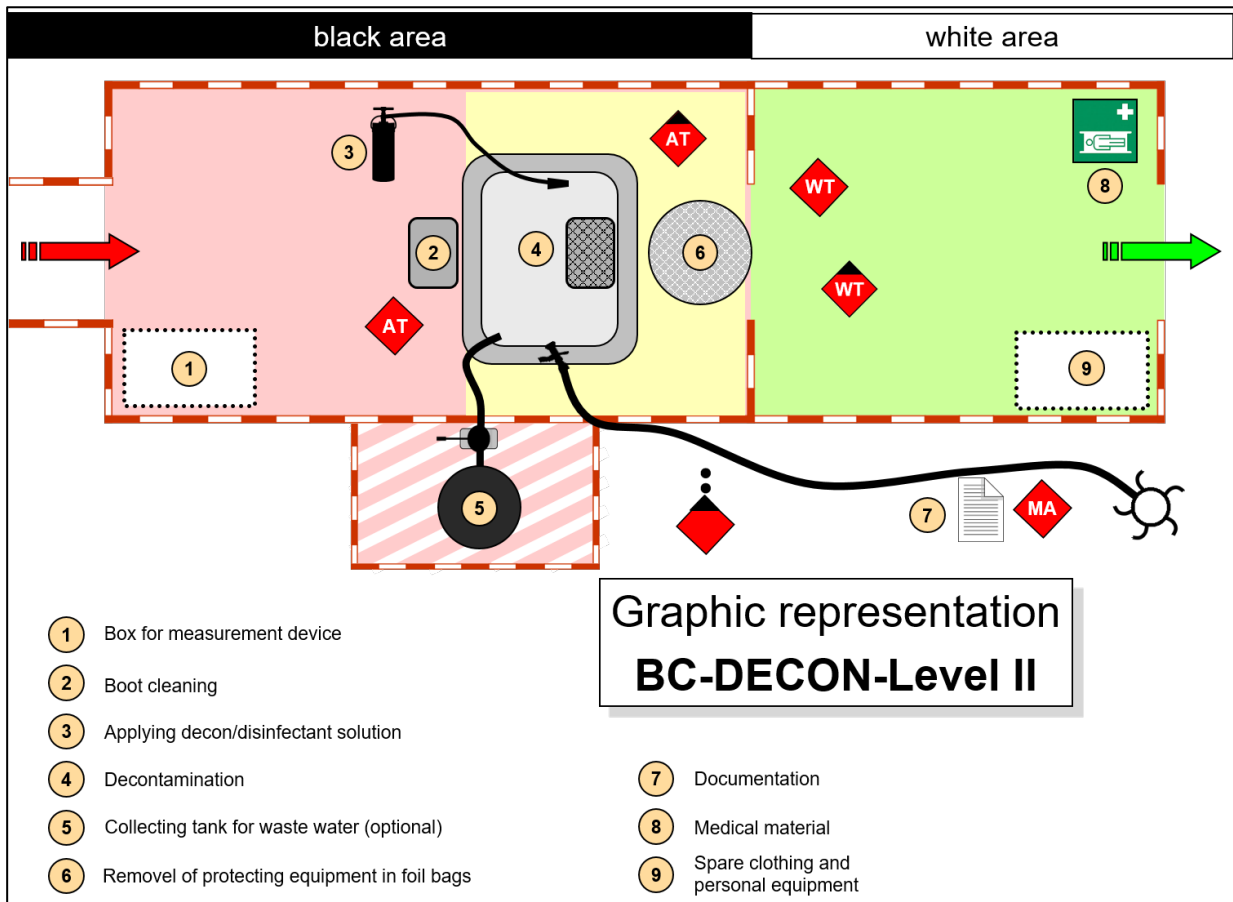 black area
white area
AT
3
WT
8
2
4
6
WT
AT
1
9
5
7
MA
Graphic representation
BC-DECON-Level II
1 Box for measurement device
2 Boot cleaning
3 Applying decon/disinfectant solution
4 Decontamination
5 Collecting tank for waste water (optional)
6 Removel of protecting equipment in foil bags
7 Documentation
8 Medical material
9 Spare clothing and
personal equipment